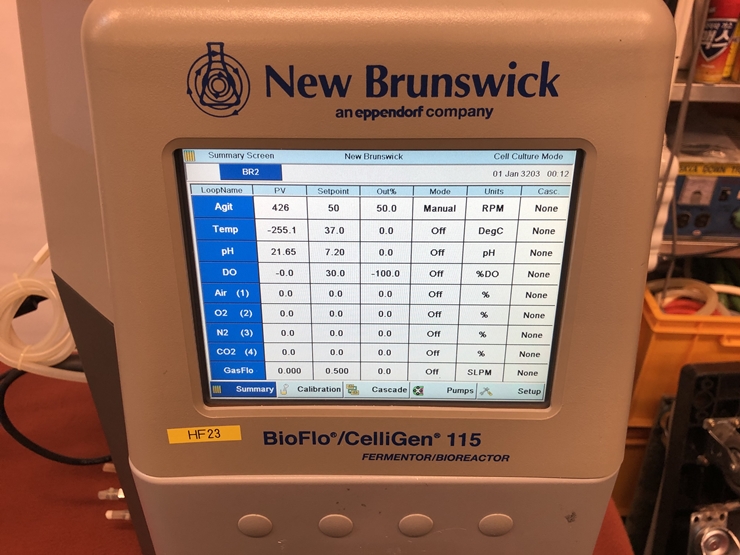 New Brunswick
an eppendorf company
Summary Screen New Brunswick Cell Culture Mode
BR2 01 Jan 3203 00:12
LoopName PV Setpoint Out% Mode Units Casc
Agit 426 50 50.0 Manual RPM None
Temp -255.1 37.0 0.0 Off DegC None
pH 21.65 7.20 0.0 Off pH None
DO -0.0 30.0 -100.0 Off %DO None
Air (1) 0.0 0.0 0.0 Off % None
O2 (2) 0.0 0.0 0.0 Off % None
N2 (3) 0.0 0.0 0.0 Off % None
CO2 (4) 0.0 0.0 0.0 Off % None
GasFlo 0.000 0.500 0.0 Off SLPM None
Summary Calibration Cascade Pumps Setup
HF23
BioFlo®/CelliGen® 115
FERMENTOR/BIOREACTOR